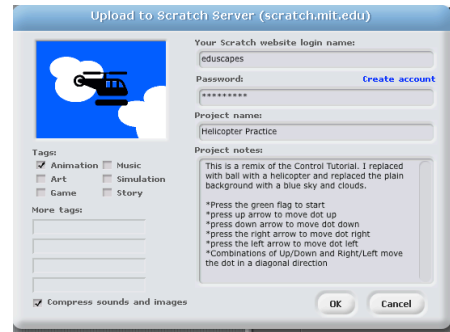 Upload to Scratch Server (scratch.mit.edu)
Your Scratch website login name:
eduscapes
Password:
Create account
*********
Project name:
Helicopter Practice
Project notes:
This is a remix of the Control Tutorial. I replaced
with ball with a helicopter and replaced the plain
background with a blue sky and clouds.
*Press the green flag to start
*press up arrow to move dot up
*press down arrow to move dot down
*press the right arrow to move dot right
*press the left arrow to move dot left
*Combinations of Up/Down and Right/Left move
the dot in a diagonal direction
Tags:
Animation
Music
Art
Simulation
Game
Story
More tags:
Compress sounds and images
OK
Cancel